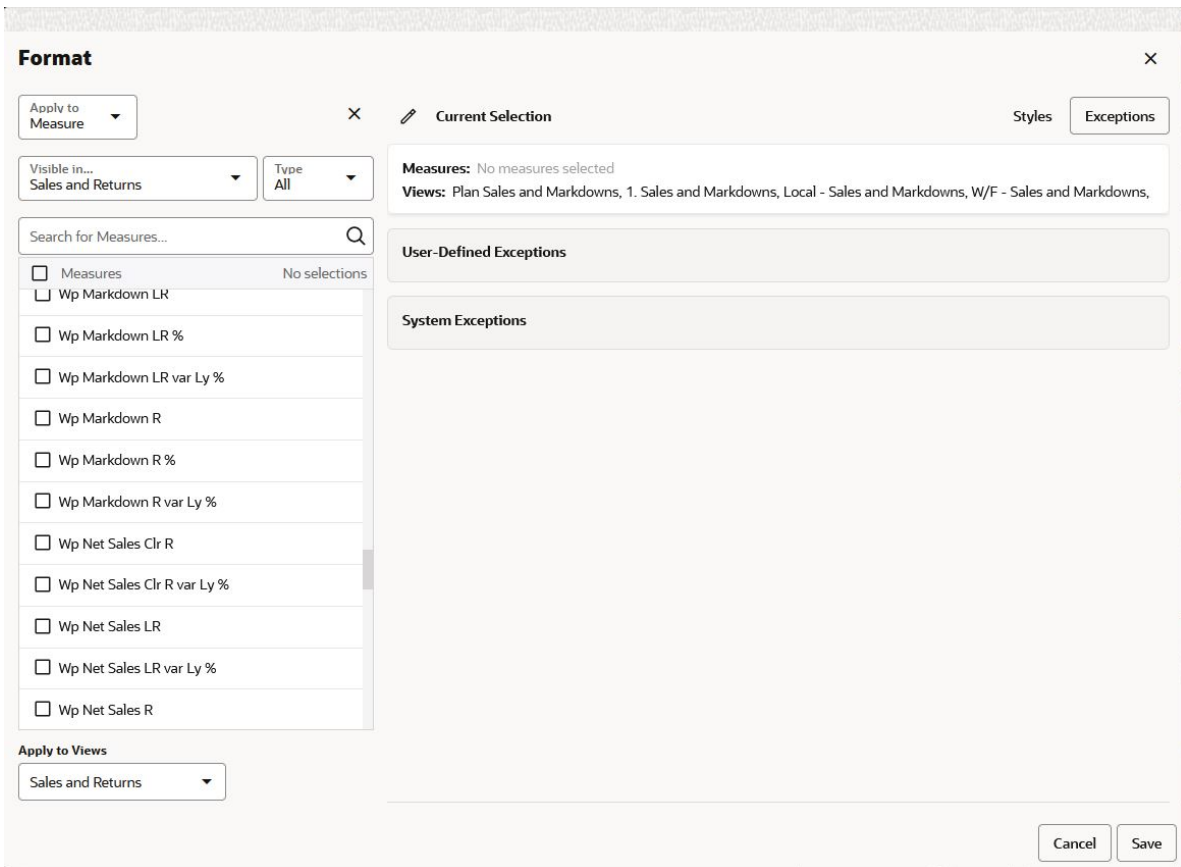 Format
Apply to
Measure
Visible in...
Sales and Returns
Type
All
Search for Measures...
Measures No selections
Wp Markdown LR
Wp Markdown LR %
Wp Markdown LR var Ly %
Wp Markdown R
Wp Markdown R %
Wp Markdown R var Ly %
Wp Net Sales Clr R
Wp Net Sales Clr R var Ly %
Wp Net Sales LR
Wp Net Sales LR var Ly %
Wp Net Sales R
Apply to Views
Sales and Returns
Current Selection
Styles
Exceptions
Measures: No measures selected
Views: Plan Sales and Markdowns, 1. Sales and Markdowns, Local - Sales and Markdowns, W/F - Sales and Markdowns,
User-Defined Exceptions
System Exceptions
Cancel
Save